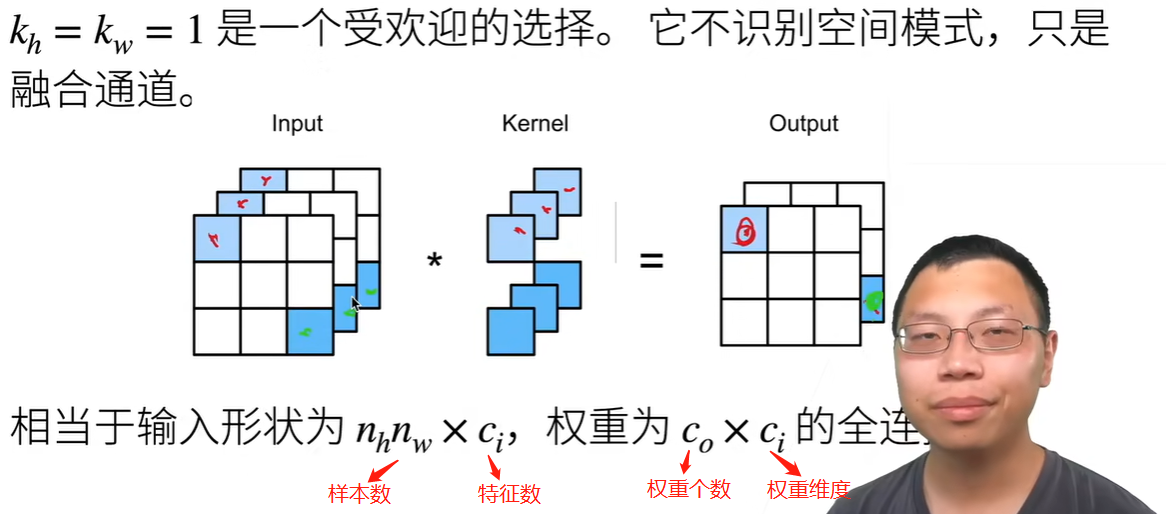 k_h = k_w = 1 是一个受欢迎的选择。 它不识别空间模式，只是
融合通道。
Input
Kernel
Output
*
=
相当于输入形状为 n_h n_w × c_i，权重为 c_o × c_i 的全连
样本数
特征数
权重个数
权重维度